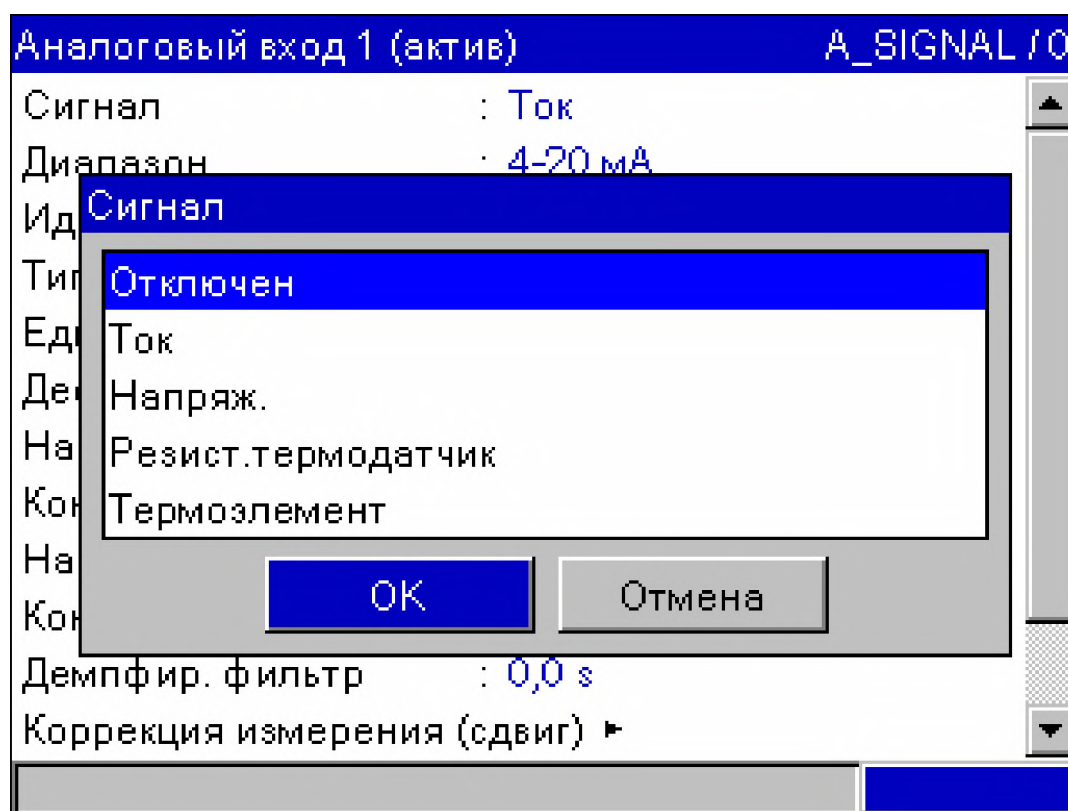 Аналоговый вход 1 (актив) A_SIGNAL / 0
Сигнал : Ток
Диапазон : 4-20 мА
Сигнал
Отключен
Ток
Напряж.
Резист.термодатчик
Термоэлемент
OK Отмена
Демпфир. фильтр : 0,0 s
Коррекция измерения (сдвиг) ►